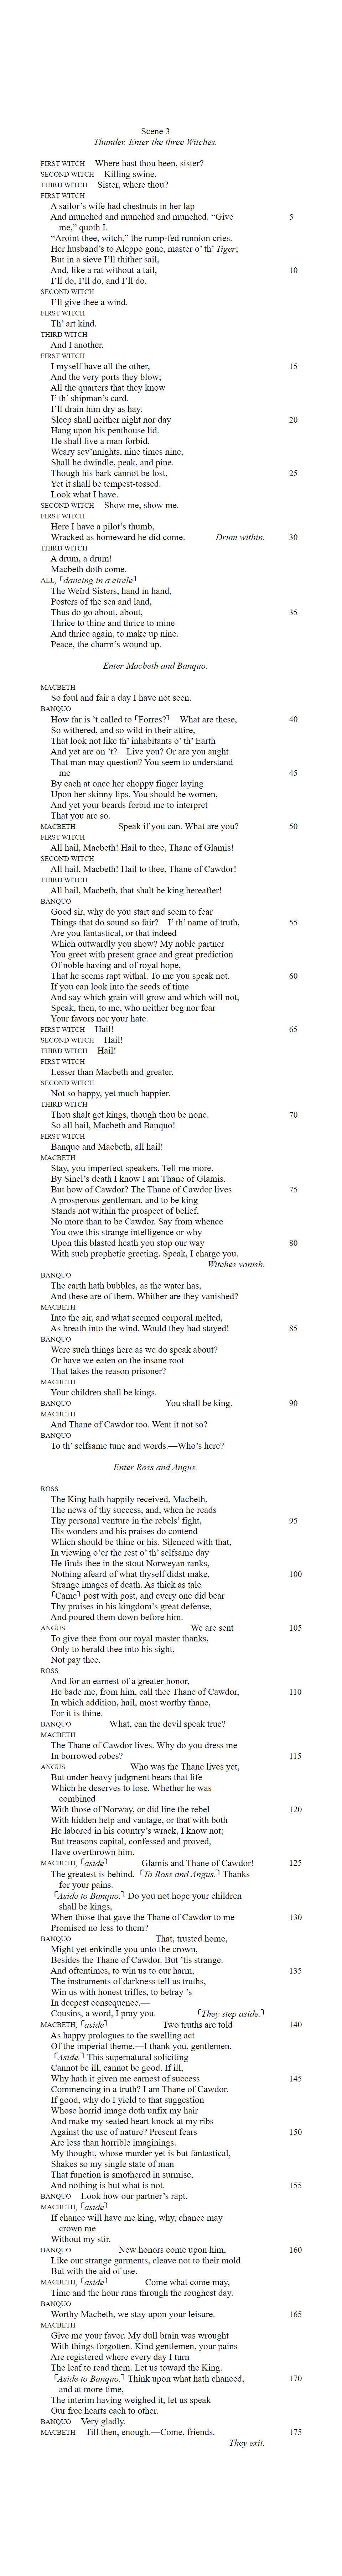 Scene 3
Thunder. Enter the three Witches.
FIRST WITCH Where hast thou been, sister?
SECOND WITCH Killing swine.
THIRD WITCH Sister, where thou?
FIRST WITCH
A sailor’s wife had chestnuts in her lap
And munched and munched and munched. “Give 5
me,” quoth I.
“Aroint thee, witch,” the rump-fed runnion cries.
Her husband’s to Aleppo gone, master o’ th’ Tiger;
But in a sieve I’ll thither sail,
And, like a rat without a tail, 10
I’ll do, I’ll do, and I’ll do.
SECOND WITCH
I’ll give thee a wind.
FIRST WITCH
Th’ art kind.
THIRD WITCH
And I another.
FIRST WITCH
I myself have all the other, 15
And the very ports they blow;
All the quarters that they know
I’ th’ shipman’s card.
I’ll drain him dry as hay.
Sleep shall neither night nor day 20
Hang upon his penthouse lid.
He shall live a man forbid.
Weary sev’nnights, nine times nine,
Shall he dwindle, peak, and pine.
Though his bark cannot be lost, 25
Yet it shall be tempest-tossed.
Look what I have.
SECOND WITCH Show me, show me.
FIRST WITCH
Here I have a pilot’s thumb,
Wracked as homeward he did come. Drum within. 30
THIRD WITCH
A drum, a drum!
Macbeth doth come.
ALL, ⌜dancing in a circle⌝
The Weïrd Sisters, hand in hand,
Posters of the sea and land,
Thus do go about, about, 35
Thrice to thine and thrice to mine
And thrice again, to make up nine.
Peace, the charm’s wound up.
Enter Macbeth and Banquo.
MACBETH
So foul and fair a day I have not seen.
BANQUO
How far is ’t called to ⌜Forres?⌝—What are these, 40
So withered, and so wild in their attire,
That look not like th’ inhabitants o’ th’ Earth
And yet are on ’t?—Live you? Or are you aught
That man may question? You seem to understand
me 45
By each at once her choppy finger laying
Upon her skinny lips. You should be women,
And yet your beards forbid me to interpret
That you are so.
MACBETH Speak if you can. What are you? 50
FIRST WITCH
All hail, Macbeth! Hail to thee, Thane of Glamis!
SECOND WITCH
All hail, Macbeth! Hail to thee, Thane of Cawdor!
THIRD WITCH
All hail, Macbeth, that shalt be king hereafter!
BANQUO
Good sir, why do you start and seem to fear
Things that do sound so fair?—I’ th’ name of truth, 55
Are you fantastical, or that indeed
Which outwardly you show? My noble partner
You greet with present grace and great prediction
Of noble having and of royal hope,
That he seems rapt withal. To me you speak not. 60
If you can look into the seeds of time
And say which grain will grow and which will not,
Speak, then, to me, who neither beg nor fear
Your favors nor your hate.
FIRST WITCH Hail! 65
SECOND WITCH Hail!
THIRD WITCH Hail!
FIRST WITCH
Lesser than Macbeth and greater.
SECOND WITCH
Not so happy, yet much happier.
THIRD WITCH
Thou shalt get kings, though thou be none. 70
So all hail, Macbeth and Banquo!
FIRST WITCH
Banquo and Macbeth, all hail!
MACBETH
Stay, you imperfect speakers. Tell me more.
By Sinel’s death I know I am Thane of Glamis.
But how of Cawdor? The Thane of Cawdor lives 75
A prosperous gentleman, and to be king
Stands not within the prospect of belief,
No more than to be Cawdor. Say from whence
You owe this strange intelligence or why
Upon this blasted heath you stop our way 80
With such prophetic greeting. Speak, I charge you.
Witches vanish.
BANQUO
The earth hath bubbles, as the water has,
And these are of them. Whither are they vanished?
MACBETH
Into the air, and what seemed corporal melted,
As breath into the wind. Would they had stayed! 85
BANQUO
Were such things here as we do speak about?
Or have we eaten on the insane root
That takes the reason prisoner?
MACBETH
Your children shall be kings.
BANQUO You shall be king. 90
MACBETH
And Thane of Cawdor too. Went it not so?
BANQUO
To th’ selfsame tune and words.—Who’s here?
Enter Ross and Angus.
ROSS
The King hath happily received, Macbeth,
The news of thy success, and, when he reads
Thy personal venture in the rebels’ fight, 95
His wonders and his praises do contend
Which should be thine or his. Silenced with that,
In viewing o’er the rest o’ th’ selfsame day
He finds thee in the stout Norweyan ranks,
Nothing afeard of what thyself didst make, 100
Strange images of death. As thick as tale
⌜Came⌝ post with post, and every one did bear
Thy praises in his kingdom’s great defense,
And poured them down before him.
ANGUS We are sent 105
To give thee from our royal master thanks,
Only to herald thee into his sight,
Not pay thee.
ROSS
And for an earnest of a greater honor,
He bade me, from him, call thee Thane of Cawdor, 110
In which addition, hail, most worthy thane,
For it is thine.
BANQUO What, can the devil speak true?
MACBETH
The Thane of Cawdor lives. Why do you dress me
In borrowed robes? 115
ANGUS Who was the Thane lives yet,
But under heavy judgment bears that life
Which he deserves to lose. Whether he was
combined
With those of Norway, or did line the rebel 120
With hidden help and vantage, or that with both
He labored in his country’s wrack, I know not;
But treasons capital, confessed and proved,
Have overthrown him.
MACBETH, ⌜aside⌝ Glamis and Thane of Cawdor! 125
The greatest is behind. ⌜To Ross and Angus.⌝ Thanks
for your pains.
⌜Aside to Banquo.⌝ Do you not hope your children
shall be kings,
When those that gave the Thane of Cawdor to me 130
Promised no less to them?
BANQUO That, trusted home,
Might yet enkindle you unto the crown,
Besides the Thane of Cawdor. But ’tis strange.
And oftentimes, to win us to our harm, 135
The instruments of darkness tell us truths,
Win us with honest trifles, to betray ’s
In deepest consequence.—
Cousins, a word, I pray you. ⌜They step aside.⌝
MACBETH, ⌜aside⌝ Two truths are told 140
As happy prologues to the swelling act
Of the imperial theme.—I thank you, gentlemen.
⌜Aside.⌝ This supernatural soliciting
Cannot be ill, cannot be good. If ill,
Why hath it given me earnest of success 145
Commencing in a truth? I am Thane of Cawdor.
If good, why do I yield to that suggestion
Whose horrid image doth unfix my hair
And make my seated heart knock at my ribs
Against the use of nature? Present fears 150
Are less than horrible imaginings.
My thought, whose murder yet is but fantastical,
Shakes so my single state of man
That function is smothered in surmise,
And nothing is but what is not. 155
BANQUO Look how our partner’s rapt.
MACBETH, ⌜aside⌝
If chance will have me king, why, chance may
crown me
Without my stir.
BANQUO New honors come upon him, 160
Like our strange garments, cleave not to their mold
But with the aid of use.
MACBETH, ⌜aside⌝ Come what come may,
Time and the hour runs through the roughest day.
BANQUO
Worthy Macbeth, we stay upon your leisure. 165
MACBETH
Give me your favor. My dull brain was wrought
With things forgotten. Kind gentlemen, your pains
Are registered where every day I turn
The leaf to read them. Let us toward the King.
⌜Aside to Banquo.⌝ Think upon what hath chanced, 170
and at more time,
The interim having weighed it, let us speak
Our free hearts each to other.
BANQUO Very gladly.
MACBETH Till then, enough.—Come, friends. 175
They exit.